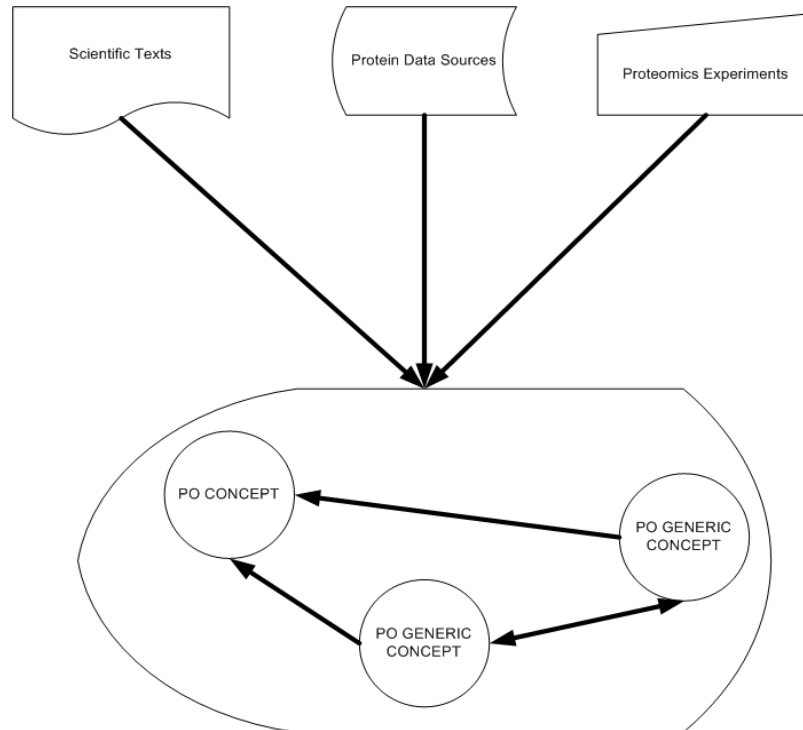 Scientific Texts
Protein Data Sources
Proteomics Experiments
PO CONCEPT
PO GENERIC
CONCEPT
PO GENERIC
CONCEPT